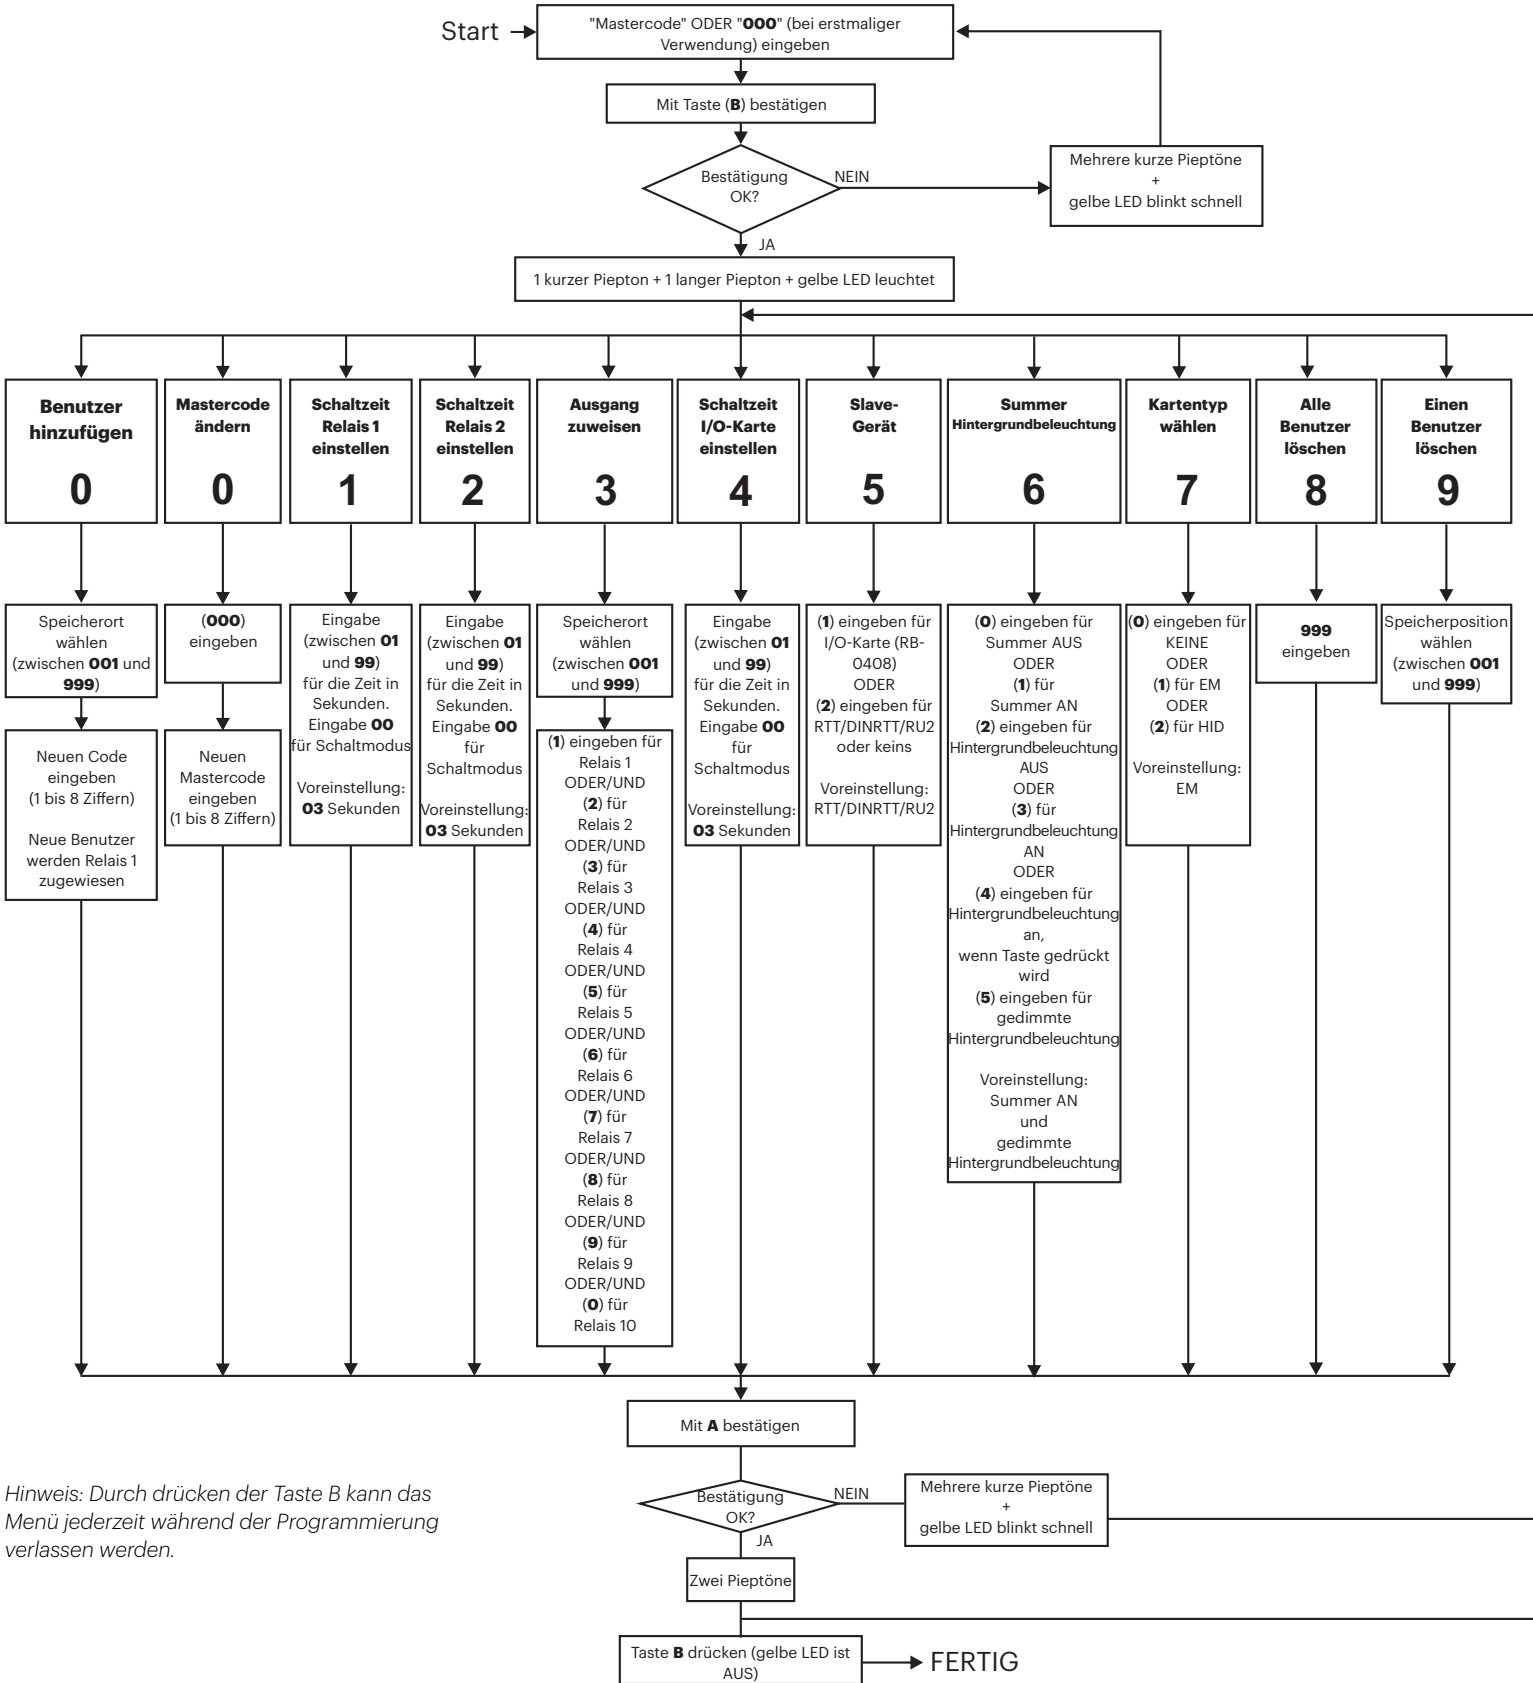 Start
"Mastercode" ODER "000" (bei erstmaliger
Verwendung) eingeben
Mit Taste (B) bestätigen
Bestätigung
OK?
NEIN
Mehrere kurze Pieptöne
+
gelbe LED blinkt schnell
JA
1 kurzer Piepton + 1 langer Piepton + gelbe LED leuchtet
Benutzer
hinzufügen
0
Mastercode
ändern
0
Schaltzeit
Relais 1
einstellen
1
Schaltzeit
Relais 2
einstellen
2
Ausgang
zuweisen
3
Schaltzeit
I/O-Karte
einstellen
4
Slave-
Gerät
5
Summer
Hintergrundbeleuchtung
6
Kartentyp
wählen
7
Alle
Benutzer
löschen
8
Einen
Benutzer
löschen
9
Speicherort
wählen
(zwischen 001 und
999)
Neuen Code
eingeben
(1 bis 8 Ziffern)
Neue Benutzer
werden Relais 1
zugewiesen
(000)
eingeben
Neuen
Mastercode
eingeben
(1 bis 8 Ziffern)
Eingabe
(zwischen 01
und 99)
für die Zeit in
Sekunden.
Eingabe 00
für Schaltmodus
Voreinstellung:
03 Sekunden
Eingabe
(zwischen 01
und 99)
für die Zeit in
Sekunden.
Eingabe 00
für
Schaltmodus
Voreinstellung:
03 Sekunden
Speicherort
wählen
(zwischen 001
und 999)
(1) eingeben für
Relais 1
ODER/UND
(2) für
Relais 2
ODER/UND
(3) für
Relais 3
ODER/UND
(4) für
Relais 4
ODER/UND
(5) für
Relais 5
ODER/UND
(6) für
Relais 6
ODER/UND
(7) für
Relais 7
ODER/UND
(8) für
Relais 8
ODER/UND
(9) für
Relais 9
ODER/UND
(0) für
Relais 10
Eingabe
(zwischen 01
und 99)
für die Zeit in
Sekunden.
Eingabe 00
für
Schaltmodus
Voreinstellung:
03 Sekunden
(1) eingeben für
I/O-Karte (RB-
0408)
ODER
(2) eingeben für
RTT/DINRTT/RU2
oder keins
Voreinstellung:
RTT/DINRTT/RU2
(0) eingeben für
Summer AUS
ODER
(1) für
Summer AN
(2) eingeben für
Hintergrundbeleuchtung
AUS
ODER
(3) für
Hintergrundbeleuchtung
AN
ODER
(4) eingeben für
Hintergrundbeleuchtung
an,
wenn Taste gedrückt
wird
(5) eingeben für
gedimmte
Hintergrundbeleuchtung
Voreinstellung:
Summer AN
und
gedimmte
Hintergrundbeleuchtung
(0) eingeben für
KEINE
ODER
(1) für EM
ODER
(2) für HID
Voreinstellung:
EM
999
eingeben
Speicherposition
wählen
(zwischen 001
und 999)
Mit A bestätigen
Bestätigung
OK?
NEIN
Mehrere kurze Pieptöne
+
gelbe LED blinkt schnell
JA
Zwei Pieptöne
Taste B drücken (gelbe LED ist
AUS)
FERTIG
Hinweis: Durch drücken der Taste B kann das
Menü jederzeit während der Programmierung
verlassen werden.